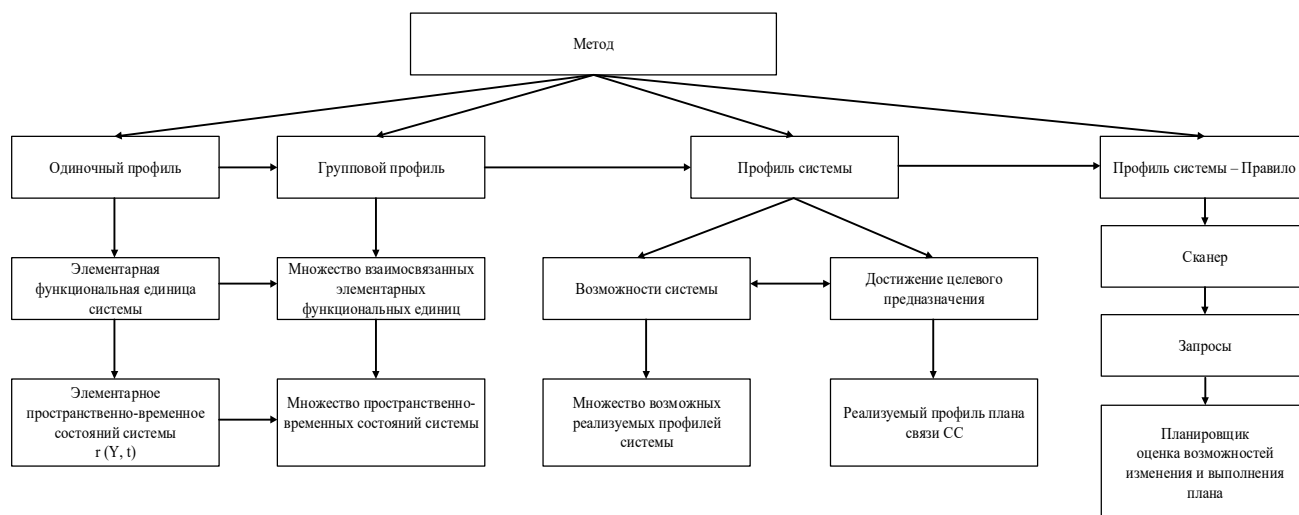 Метод
Одиночный профиль
Групповой профиль
Профиль системы
Профиль системы – Правило
Элементарная
функциональная единица
системы
Множество взаимосвязанных
элементарных
функциональных единиц
Возможности системы
Достижение целевого
предназначения
Сканер
Запросы
Элементарное
пространственно-временное
состояний системы
r (Y, t)
Множество пространственно-
временных состояний системы
Множество возможных
реализуемых профилей
системы
Реализуемый профиль плана
связи СС
Планировщик
оценка возможностей
изменения и выполнения
плана